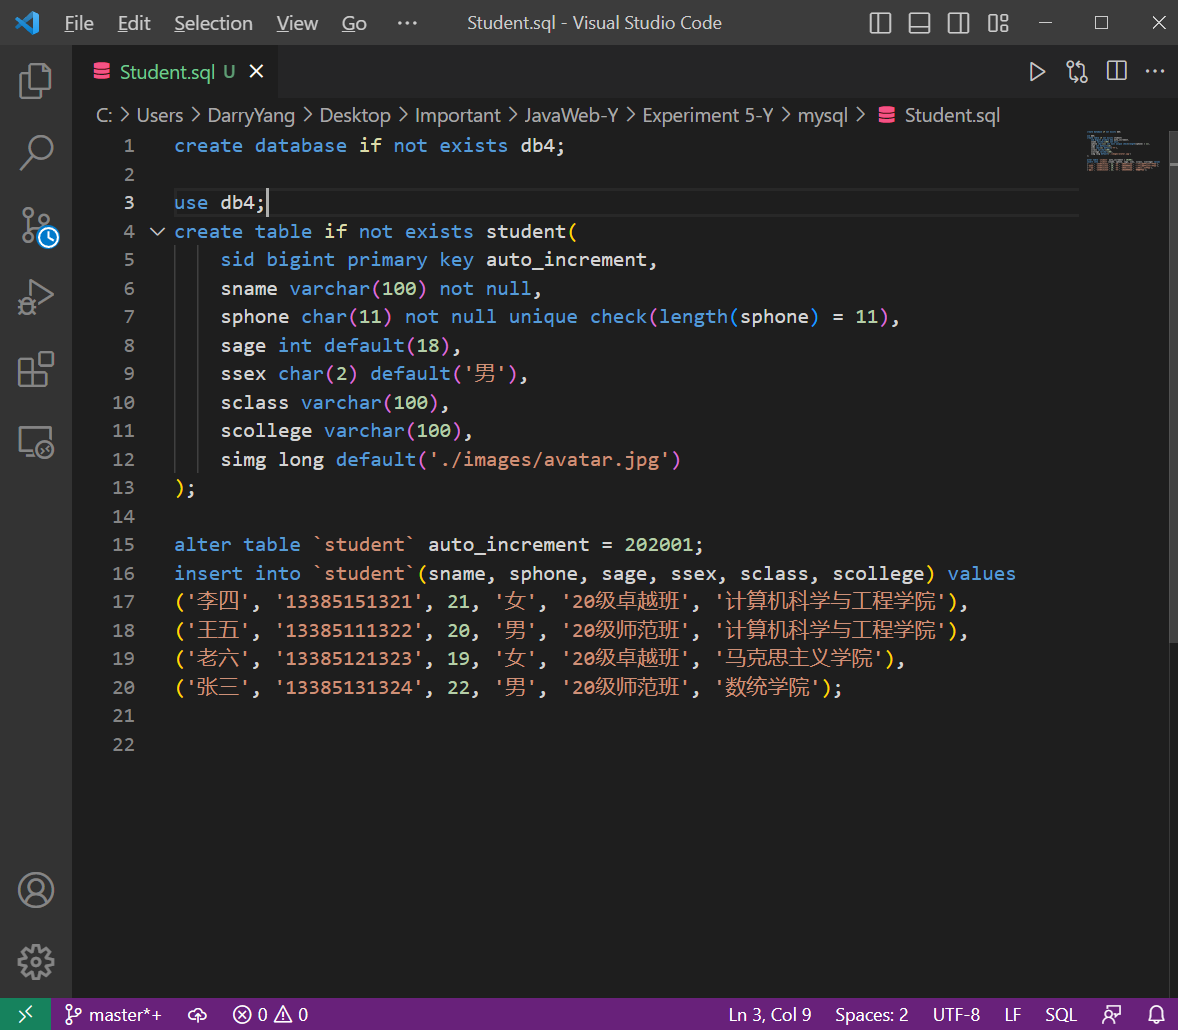 File Edit Selection View Go ··· Student.sql - Visual Studio Code
Student.sql U
C: > Users > DarryYang > Desktop > Important > JavaWeb-Y > Experiment 5-Y > mysql > Student.sql
1 create database if not exists db4;
2
3 use db4;
4 create table if not exists student(
5 sid bigint primary key auto_increment,
6 sname varchar(100) not null,
7 sphone char(11) not null unique check(length(sphone) = 11),
8 sage int default(18),
9 ssex char(2) default('男'),
10 sclass varchar(100),
11 scollege varchar(100),
12 simg long default('./images/avatar.jpg')
13 );
14
15 alter table `student` auto_increment = 202001;
16 insert into `student`(sname, sphone, sage, ssex, sclass, scollege) values
17 ('李四', '13385151321', 21, '女', '20级卓越班', '计算机科学与工程学院'),
18 ('王五', '13385111322', 20, '男', '20级师范班', '计算机科学与工程学院'),
19 ('老六', '13385121323', 19, '女', '20级卓越班', '马克思主义学院'),
20 ('张三', '13385131324', 22, '男', '20级师范班', '数统学院');
21
22
master*+ 0 0 Ln 3, Col 9 Spaces: 2 UTF-8 LF SQL